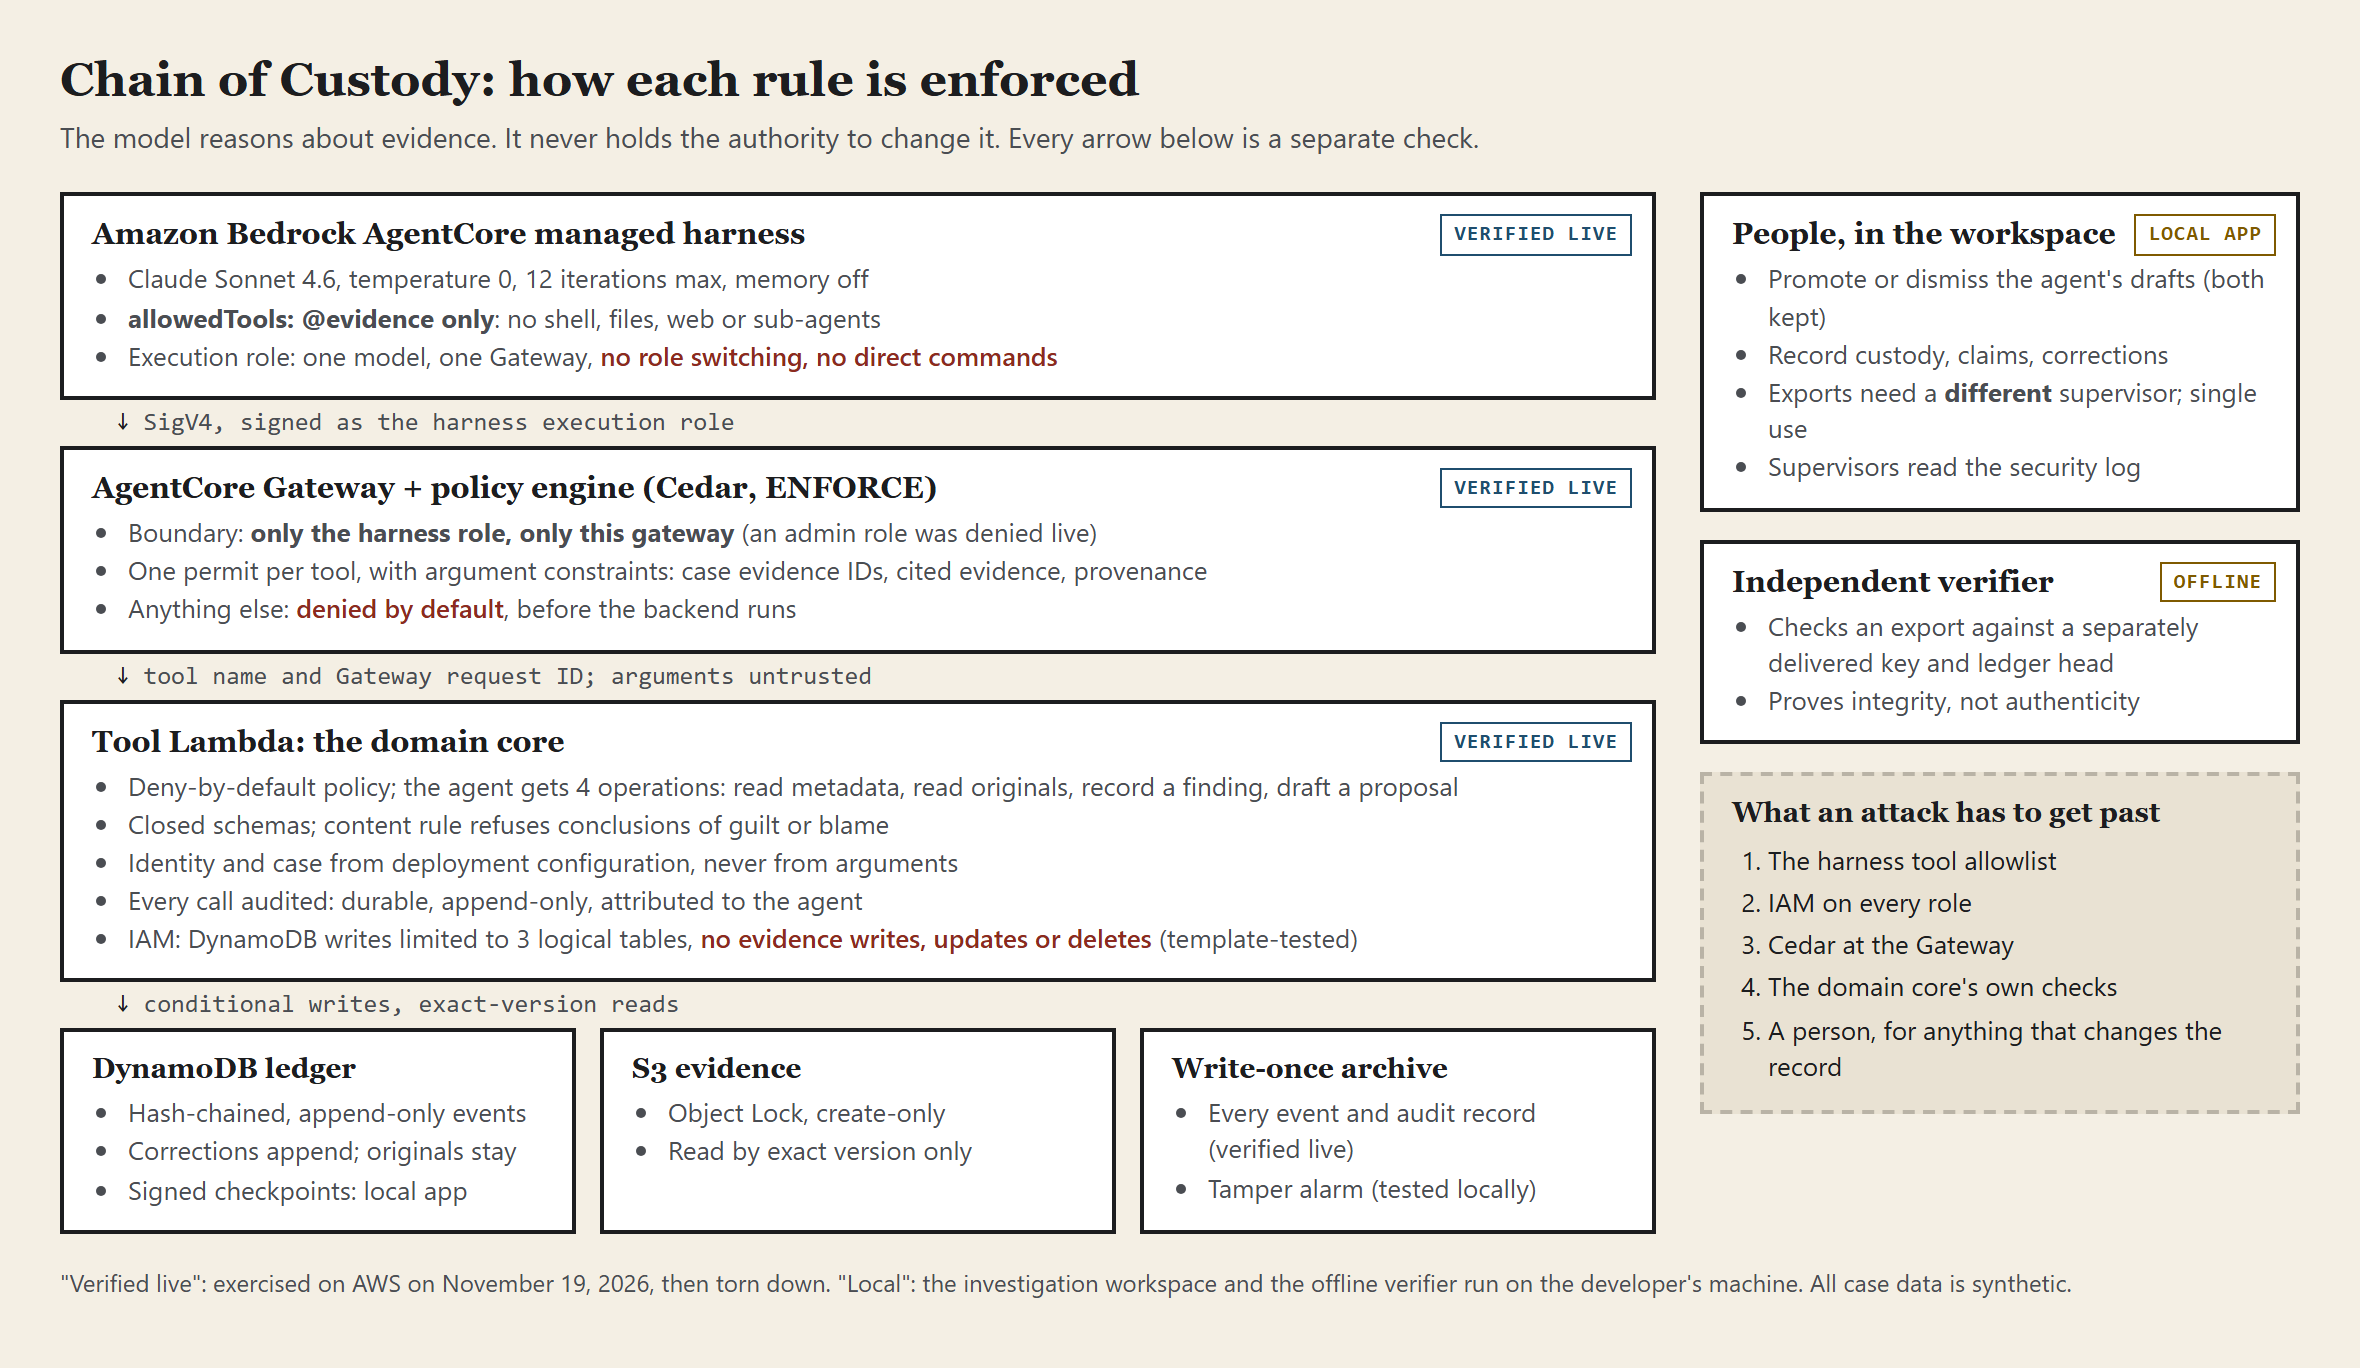 Chain of Custody: how each rule is enforced
The model reasons about evidence. It never holds the authority to change it. Every arrow below is a separate check.
Amazon Bedrock AgentCore managed harness
VERIFIED LIVE
• Claude Sonnet 4.6, temperature 0, 12 iterations max, memory off
• allowedTools: @evidence only: no shell, files, web or sub-agents
• Execution role: one model, one Gateway, no role switching, no direct commands
↓ SigV4, signed as the harness execution role
AgentCore Gateway + policy engine (Cedar, ENFORCE)
VERIFIED LIVE
• Boundary: only the harness role, only this gateway (an admin role was denied live)
• One permit per tool, with argument constraints: case evidence IDs, cited evidence, provenance
• Anything else: denied by default, before the backend runs
↓ tool name and Gateway request ID; arguments untrusted
Tool Lambda: the domain core
VERIFIED LIVE
• Deny-by-default policy; the agent gets 4 operations: read metadata, read originals, record a finding, draft a proposal
• Closed schemas; content rule refuses conclusions of guilt or blame
• Identity and case from deployment configuration, never from arguments
• Every call audited: durable, append-only, attributed to the agent
• IAM: DynamoDB writes limited to 3 logical tables, no evidence writes, updates or deletes (template-tested)
↓ conditional writes, exact-version reads
DynamoDB ledger
• Hash-chained, append-only events
• Corrections append; originals stay
• Signed checkpoints: local app
S3 evidence
• Object Lock, create-only
• Read by exact version only
Write-once archive
• Every event and audit record
(verified live)
• Tamper alarm (tested locally)
People, in the workspace
LOCAL APP
• Promote or dismiss the agent's drafts (both
kept)
• Record custody, claims, corrections
• Exports need a different supervisor; single
use
• Supervisors read the security log
Independent verifier
OFFLINE
• Checks an export against a separately
delivered key and ledger head
• Proves integrity, not authenticity
What an attack has to get past
1. The harness tool allowlist
2. IAM on every role
3. Cedar at the Gateway
4. The domain core's own checks
5. A person, for anything that changes the
record
"Verified live": exercised on AWS on November 19, 2026, then torn down. "Local": the investigation workspace and the offline verifier run on the developer's machine. All case data is synthetic.